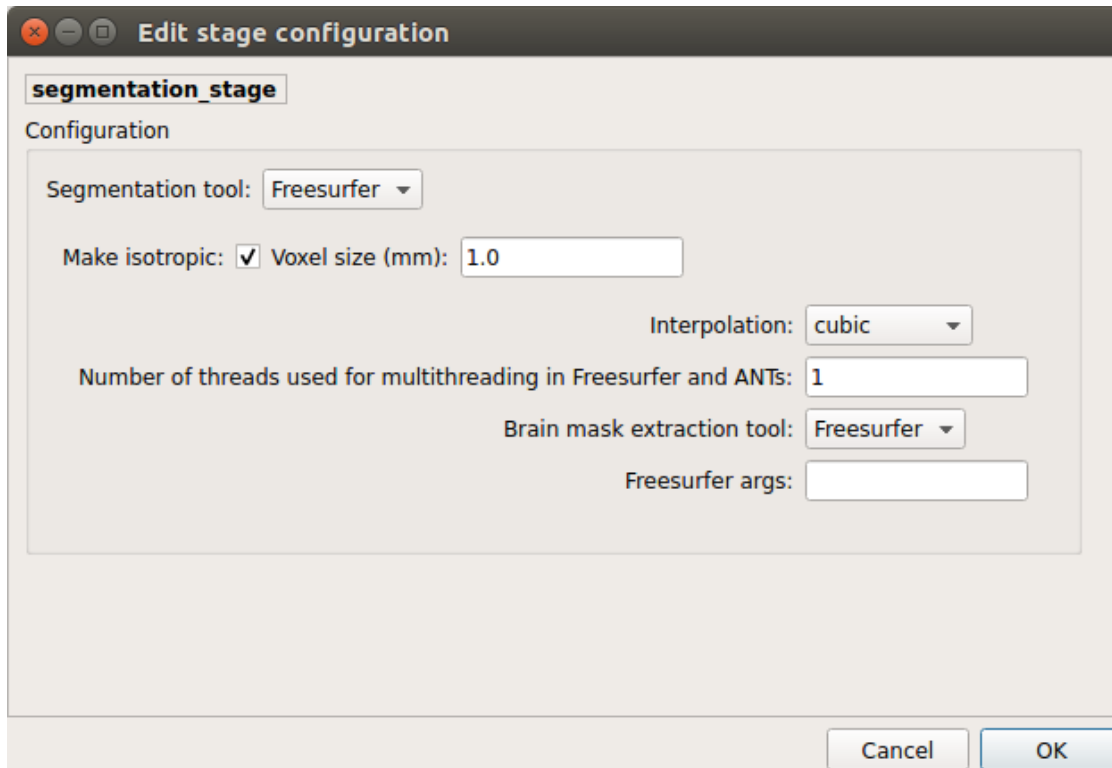 Edit stage configuration
segmentation_stage
Configuration
Segmentation tool: Freesurfer
Make isotropic: Voxel size (mm): 1.0
Interpolation: cubic
Number of threads used for multithreading in Freesurfer and ANTs: 1
Brain mask extraction tool: Freesurfer
Freesurfer args:
Cancel OK